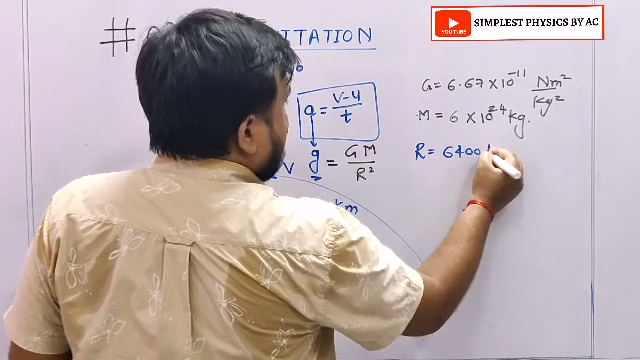 SIMPLEST PHYSICS BY AC
YOUTUBE
# ITATION
a = v-u / t
g = GM / R²
G = 6.67 × 10⁻¹¹ Nm² / Kg²
M = 6 × 10²⁴ kg.
R = 6400
V
km